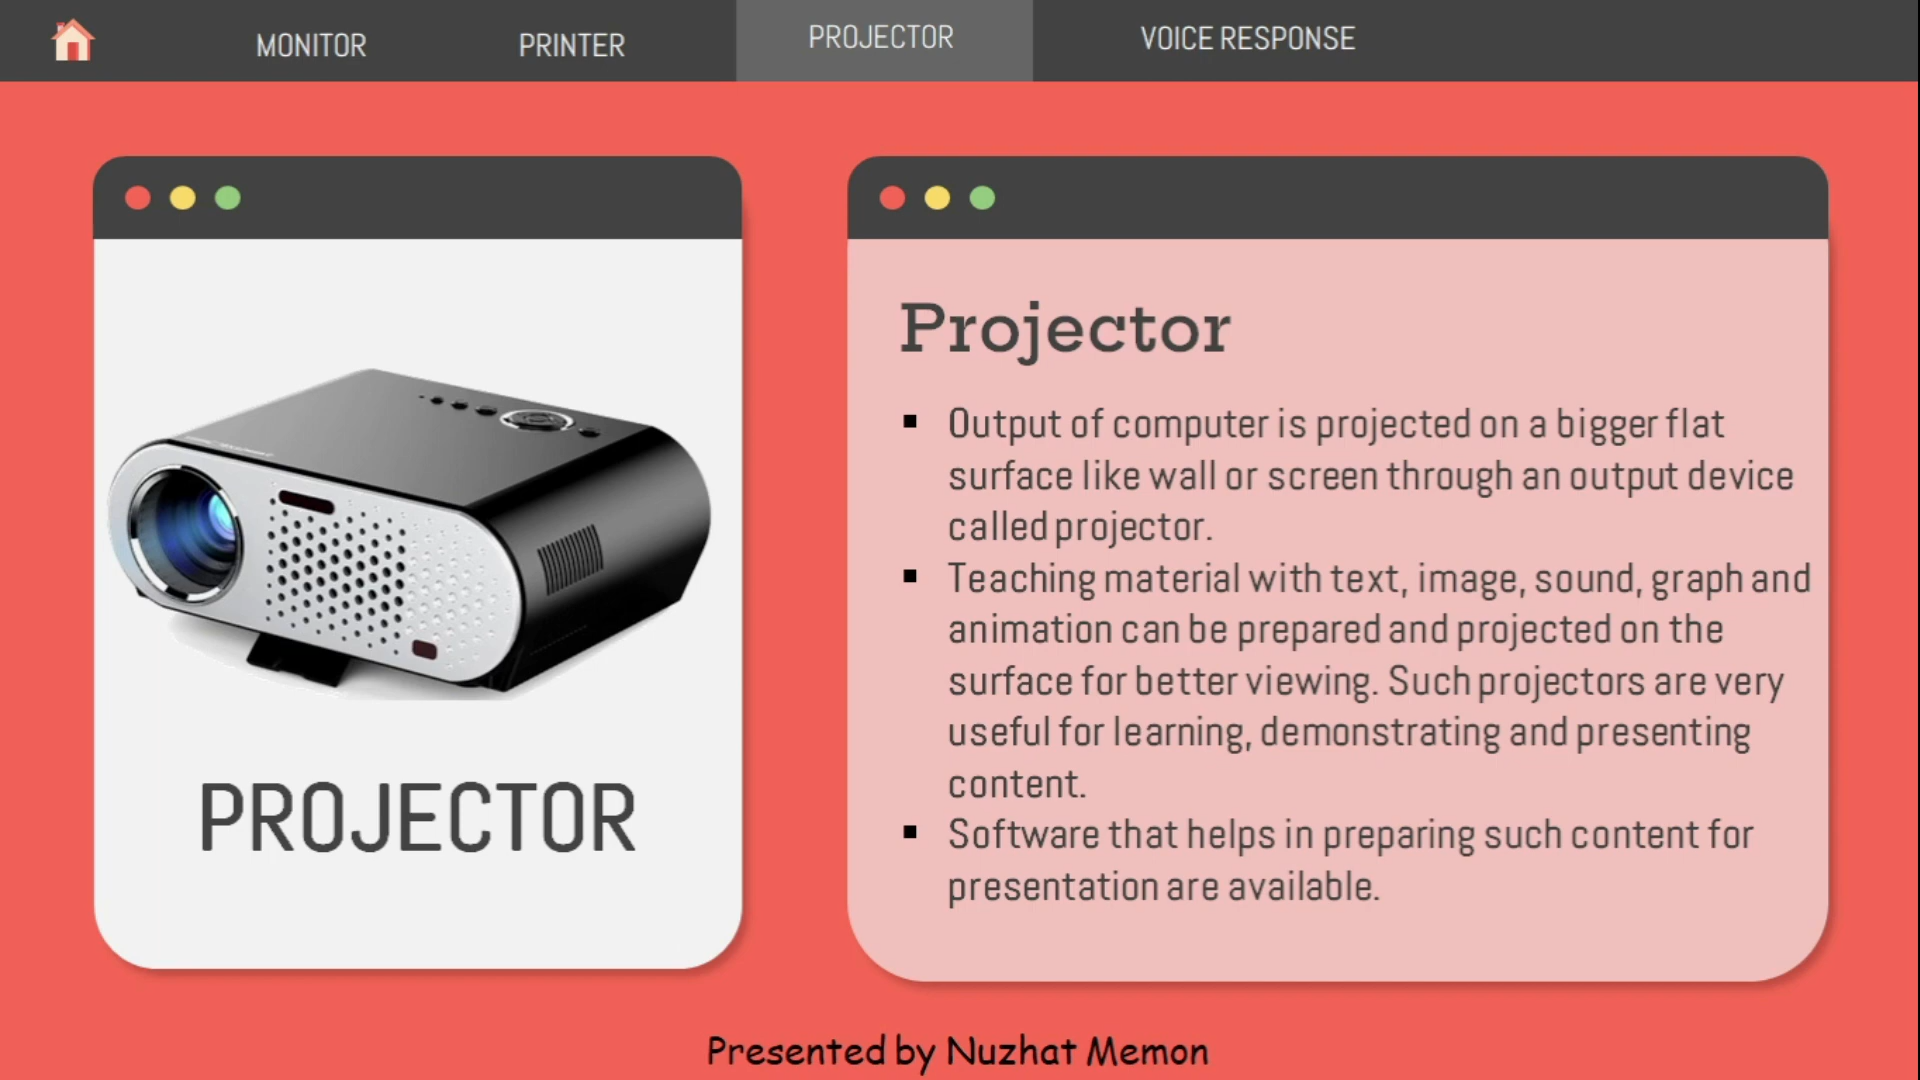 MONITOR
PRINTER
PROJECTOR
VOICE RESPONSE
PROJECTOR
Projector
Output of computer is projected on a bigger flat
surface like wall or screen through an output device
called projector.
Teaching material with text, image, sound, graph and
animation can be prepared and projected on the
surface for better viewing. Such projectors are very
useful for learning, demonstrating and presenting
content.
Software that helps in preparing such content for
presentation are available.
Presented by Nuzhat Memon